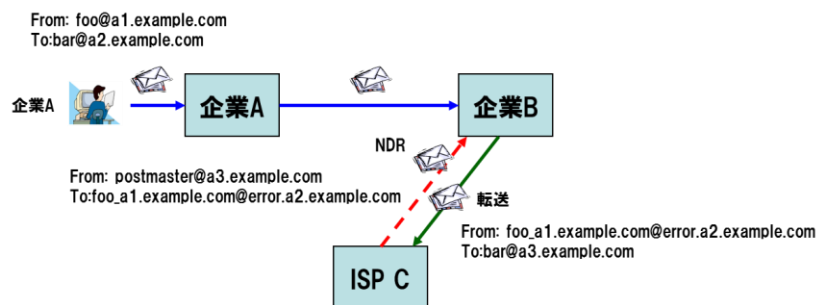 From: foo@a1.example.com
To:bar@a2.example.com
企業A
企業A
企業B
NDR
From: postmaster@a3.example.com
To:foo_a1.example.com@error.a2.example.com
転送
From: foo_a1.example.com@error.a2.example.com
To:bar@a3.example.com
ISP C